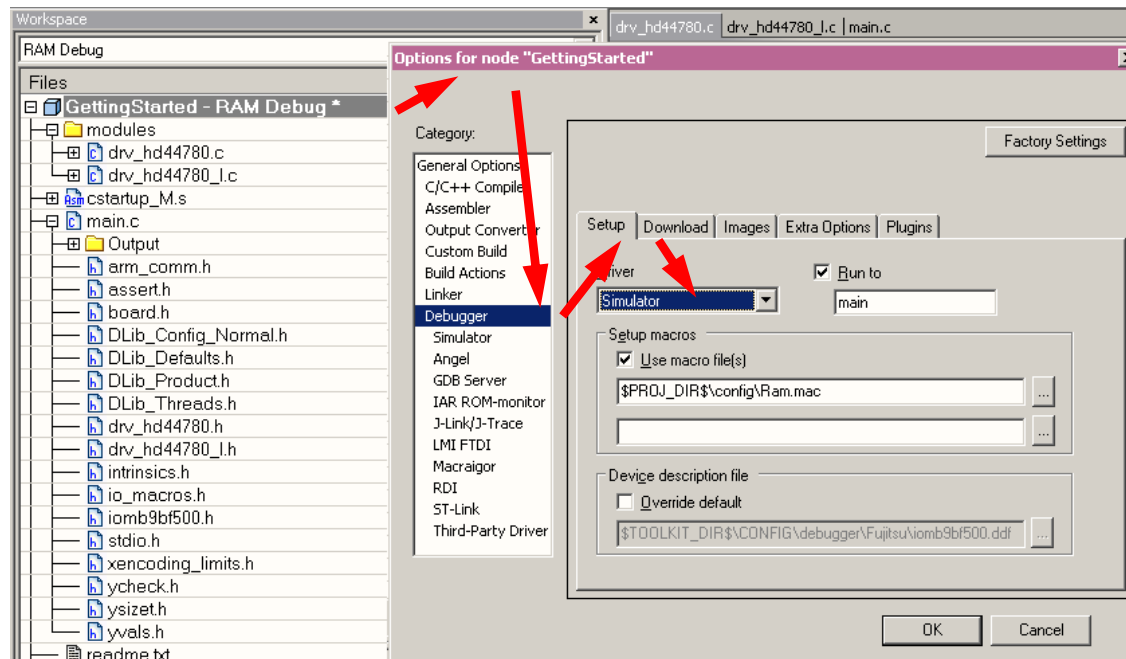 Workspace
x
drv_hd44780.c
drv_hd44780_l.c
main.c
RAM Debug
Options for node "GettingStarted"
Files
GettingStarted - RAM Debug *
modules
drv_hd44780.c
drv_hd44780_l.c
Asm cstartup_M.s
main.c
Output
arm_comm.h
assert.h
board.h
DLib_Config_Normal.h
DLib_Defaults.h
DLib_Product.h
DLib_Threads.h
drv_hd44780.h
drv_hd44780_l.h
intrinsics.h
io_macros.h
iomb9bf500.h
stdio.h
xencoding_limits.h
ycheck.h
ysizet.h
yvals.h
readme.txt
Category:
General Options
C/C++ Compiler
Assembler
Output Converter
Custom Build
Build Actions
Linker
Debugger
Simulator
Angel
GDB Server
IAR ROM-monitor
J-Link/J-Trace
LMI FTDI
Macraigor
RDI
ST-Link
Third-Party Driver
Factory Settings
Setup
Download
Images
Extra Options
Plugins
Driver
Run to
Simulator
main
Setup macros
Use macro file(s)
$PROJ_DIR$\config\Ram.mac
...
...
Device description file
Override default
$TOOLKIT_DIR$\CONFIG\debugger\Fujitsu\iomb9bf500.ddf
...
OK
Cancel